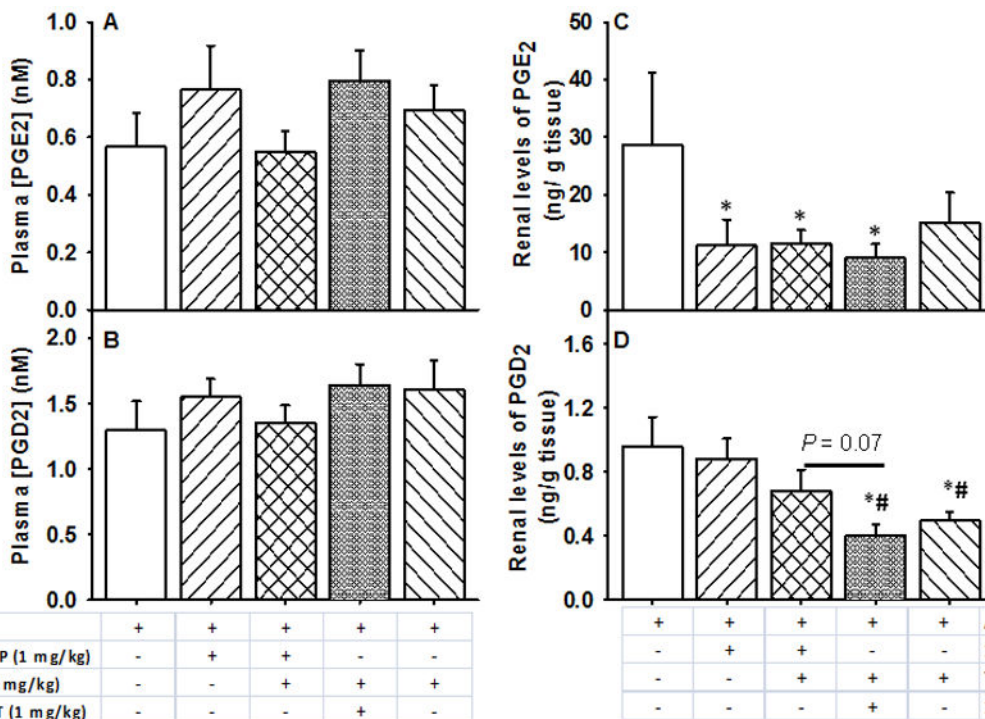 A
Plasma [PGE2] (nM)
1.0
0.8
0.6
0.4
0.2
0.0
B
Plasma [PGD2] (nM)
2.0
1.5
1.0
0.5
0.0
+ + + + +
P (1 mg/kg) - + + - -
mg/kg) - - + + +
T (1 mg/kg) - - - + -
C
Renal levels of PGE2
(ng/ g tissue)
50
40
30
20
10
0
* * *
D
Renal levels of PGD2
(ng/g tissue)
1.6
1.2
0.8
0.4
0.0
P = 0.07
*# *#
+ + + + +
- + + - -
- - + + +
- - - + -